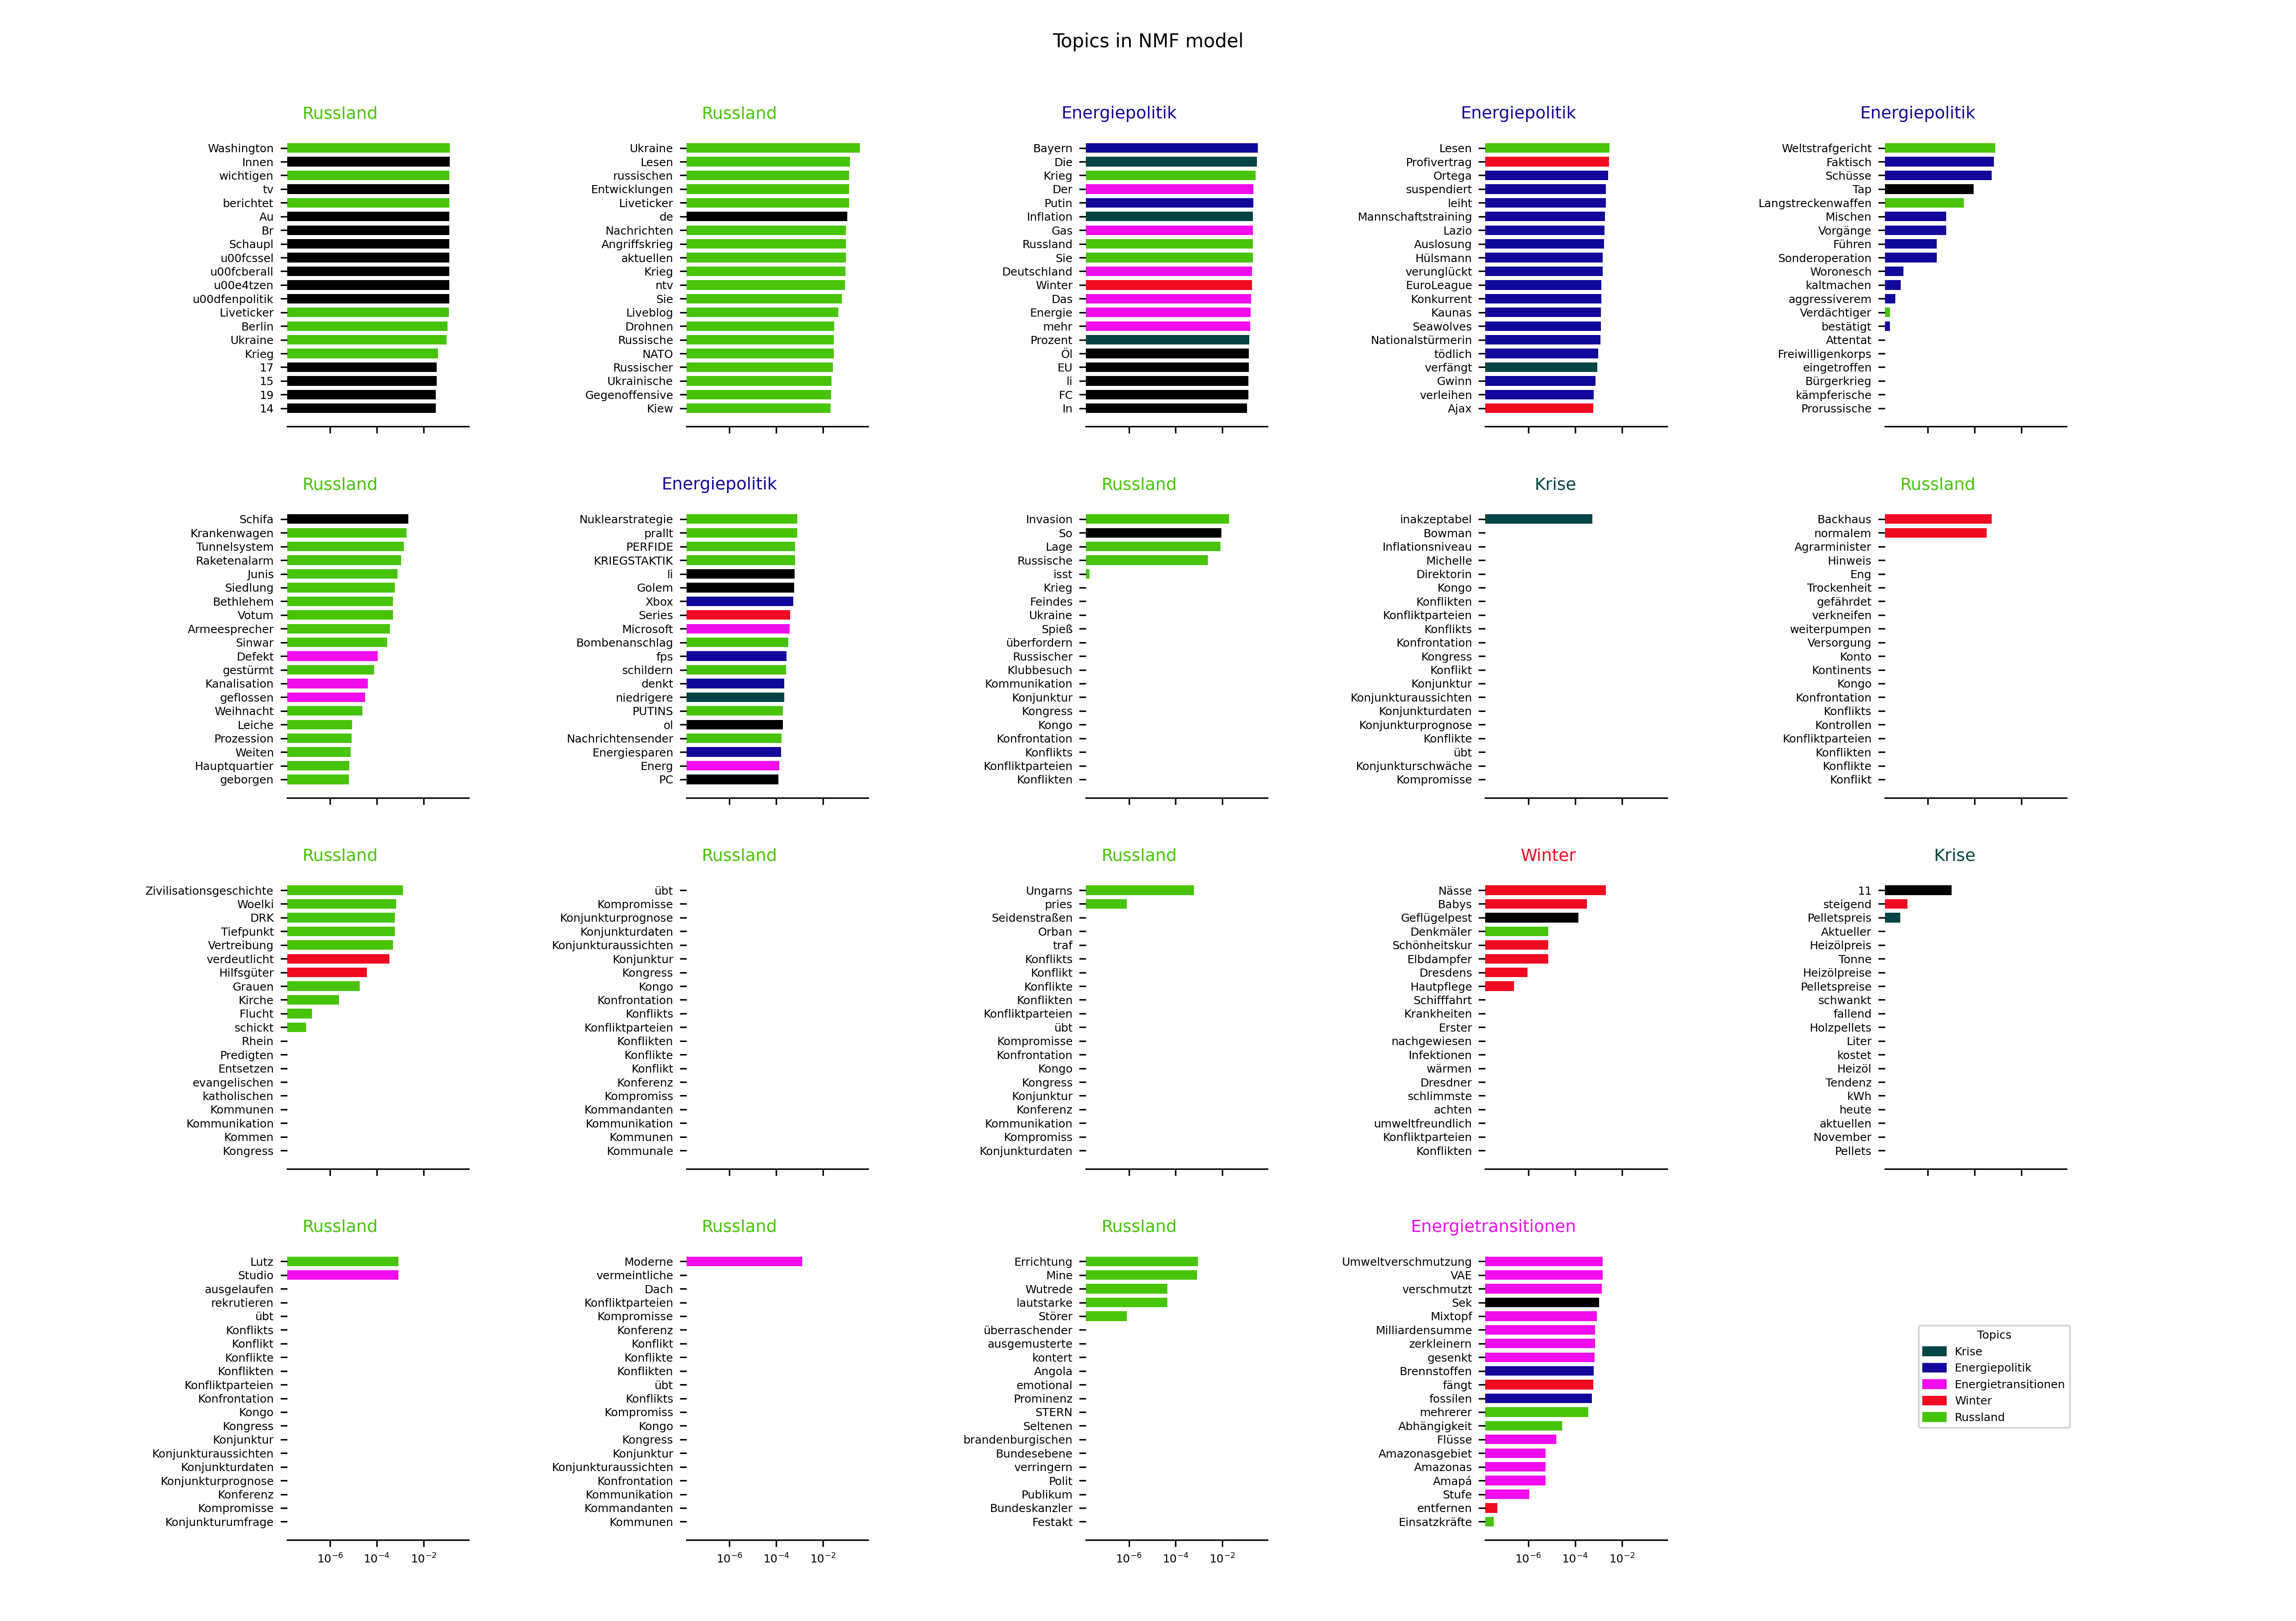 Topics in NMF model
Russland
Washington
Innen
wichtigen
tv
berichtet
Au
Br
Schaupl
u00fcssel
u00fcberall
u00e4tzen
u00dfenpolitik
Liveticker
Berlin
Ukraine
Krieg
17
15
19
14
Russland
Ukraine
Lesen
russischen
Entwicklungen
Liveticker
de
Nachrichten
Angriffskrieg
aktuellen
Krieg
ntv
Sie
Liveblog
Drohnen
Russische
NATO
Russischer
Ukrainische
Gegenoffensive
Kiew
Energiepolitik
Bayern
Die
Krieg
Der
Putin
Inflation
Gas
Russland
Sie
Deutschland
Winter
Das
Energie
mehr
Prozent
Öl
EU
li
FC
In
Energiepolitik
Lesen
Profivertrag
Ortega
suspendiert
leiht
Mannschaftstraining
Lazio
Auslosung
Hülsmann
verunglückt
EuroLeague
Konkurrent
Kaunas
Seawolves
Nationalstürmerin
tödlich
verfängt
Gwinn
verleihen
Ajax
Energiepolitik
Weltstrafgericht
Faktisch
Schüsse
Tap
Langstreckenwaffen
Mischen
Vorgänge
Führen
Sonderoperation
Woronesch
kaltmachen
aggressiverem
Verdächtiger
bestätigt
Attentat
Freiwilligenkorps
eingetroffen
Bürgerkrieg
kämpferische
Prorussische
Russland
Schifa
Krankenwagen
Tunnelsystem
Raketenalarm
Junis
Siedlung
Bethlehem
Votum
Armeesprecher
Sinwar
Defekt
gestürmt
Kanalisation
geflossen
Weihnacht
Leiche
Prozession
Weiten
Hauptquartier
geborgen
Energiepolitik
Nuklearstrategie
prallt
PERFIDE
KRIEGSTAKTIK
li
Golem
Xbox
Series
Microsoft
Bombenanschlag
fps
schildern
denkt
niedrigere
PUTINS
ol
Nachrichtensender
Energiesparen
Energ
PC
Russland
Invasion
So
Lage
Russische
isst
Krieg
Feindes
Ukraine
Spieß
überfordern
Russischer
Klubbesuch
Kommunikation
Konjunktur
Kongress
Kongo
Konfrontation
Konflikts
Konfliktparteien
Konflikten
Krise
inakzeptabel
Bowman
Inflationsniveau
Michelle
Direktorin
Kongo
Konflikten
Konfliktparteien
Konflikts
Konfrontation
Kongress
Konflikt
Konjunktur
Konjunkturaussichten
Konjunkturdaten
Konjunkturprognose
Konflikte
übt
Konjunkturschwäche
Kompromisse
Russland
Backhaus
normalem
Agrarminister
Hinweis
Eng
Trockenheit
gefährdet
verkneifen
weiterpumpen
Versorgung
Konto
Kontinents
Kongo
Konfrontation
Konflikts
Kontrollen
Konfliktparteien
Konflikten
Konflikte
Konflikt
Russland
Zivilisationsgeschichte
Woelki
DRK
Tiefpunkt
Vertreibung
verdeutlicht
Hilfsgüter
Grauen
Kirche
Flucht
schickt
Rhein
Predigten
Entsetzen
evangelischen
katholischen
Kommunen
Kommunikation
Kommen
Kongress
Russland
übt
Kompromisse
Konjunkturprognose
Konjunkturdaten
Konjunkturaussichten
Konjunktur
Kongress
Kongo
Konfrontation
Konflikts
Konfliktparteien
Konflikten
Konflikte
Konflikt
Konferenz
Kompromiss
Kommandanten
Kommunikation
Kommunen
Kommunale
Russland
Ungarns
pries
Seidenstraßen
Orban
traf
Konflikts
Konflikt
Konflikte
Konflikten
Konfliktparteien
übt
Kompromisse
Konfrontation
Kongo
Kongress
Konjunktur
Konferenz
Kommunikation
Kompromiss
Konjunkturdaten
Winter
Nässe
Babys
Geflügelpest
Denkmäler
Schönheitskur
Elbdampfer
Dresdens
Hautpflege
Schifffahrt
Krankheiten
Erster
nachgewiesen
Infektionen
wärmen
Dresdner
schlimmste
achten
umweltfreundlich
Konfliktparteien
Konflikten
Krise
11
steigend
Pelletspreis
Aktueller
Heizölpreis
Tonne
Heizölpreise
Pelletspreise
schwankt
fallend
Holzpellets
Liter
kostet
Heizöl
Tendenz
kWh
heute
aktuellen
November
Pellets
Russland
Lutz
Studio
ausgelaufen
rekrutieren
übt
Konflikts
Konflikt
Konflikte
Konflikten
Konfliktparteien
Konfrontation
Kongo
Kongress
Konjunktur
Konjunkturaussichten
Konjunkturdaten
Konjunkturprognose
Konferenz
Kompromisse
Konjunkturumfrage
10⁻⁶ 10⁻⁴ 10⁻²
Russland
Moderne
vermeintliche
Dach
Konfliktparteien
Kompromisse
Konferenz
Konflikt
Konflikte
Konflikten
übt
Konflikts
Kompromiss
Kongo
Kongress
Konjunktur
Konjunkturaussichten
Konfrontation
Kommunikation
Kommandanten
Kommunen
10⁻⁶ 10⁻⁴ 10⁻²
Russland
Errichtung
Mine
Wutrede
lautstarke
Störer
überraschender
ausgemusterte
kontert
Angola
emotional
Prominenz
STERN
Seltenen
brandenburgischen
Bundesebene
verringern
Polit
Publikum
Bundeskanzler
Festakt
10⁻⁶ 10⁻⁴ 10⁻²
Energietransitionen
Umweltverschmutzung
VAE
verschmutzt
Sek
Mixtopf
Milliardensumme
zerkleinern
gesenkt
Brennstoffen
fängt
fossilen
mehrerer
Abhängigkeit
Flüsse
Amazonasgebiet
Amazonas
Amapá
Stufe
entfernen
Einsatzkräfte
10⁻⁶ 10⁻⁴ 10⁻²
Topics
Krise
Energiepolitik
Energietransitionen
Winter
Russland